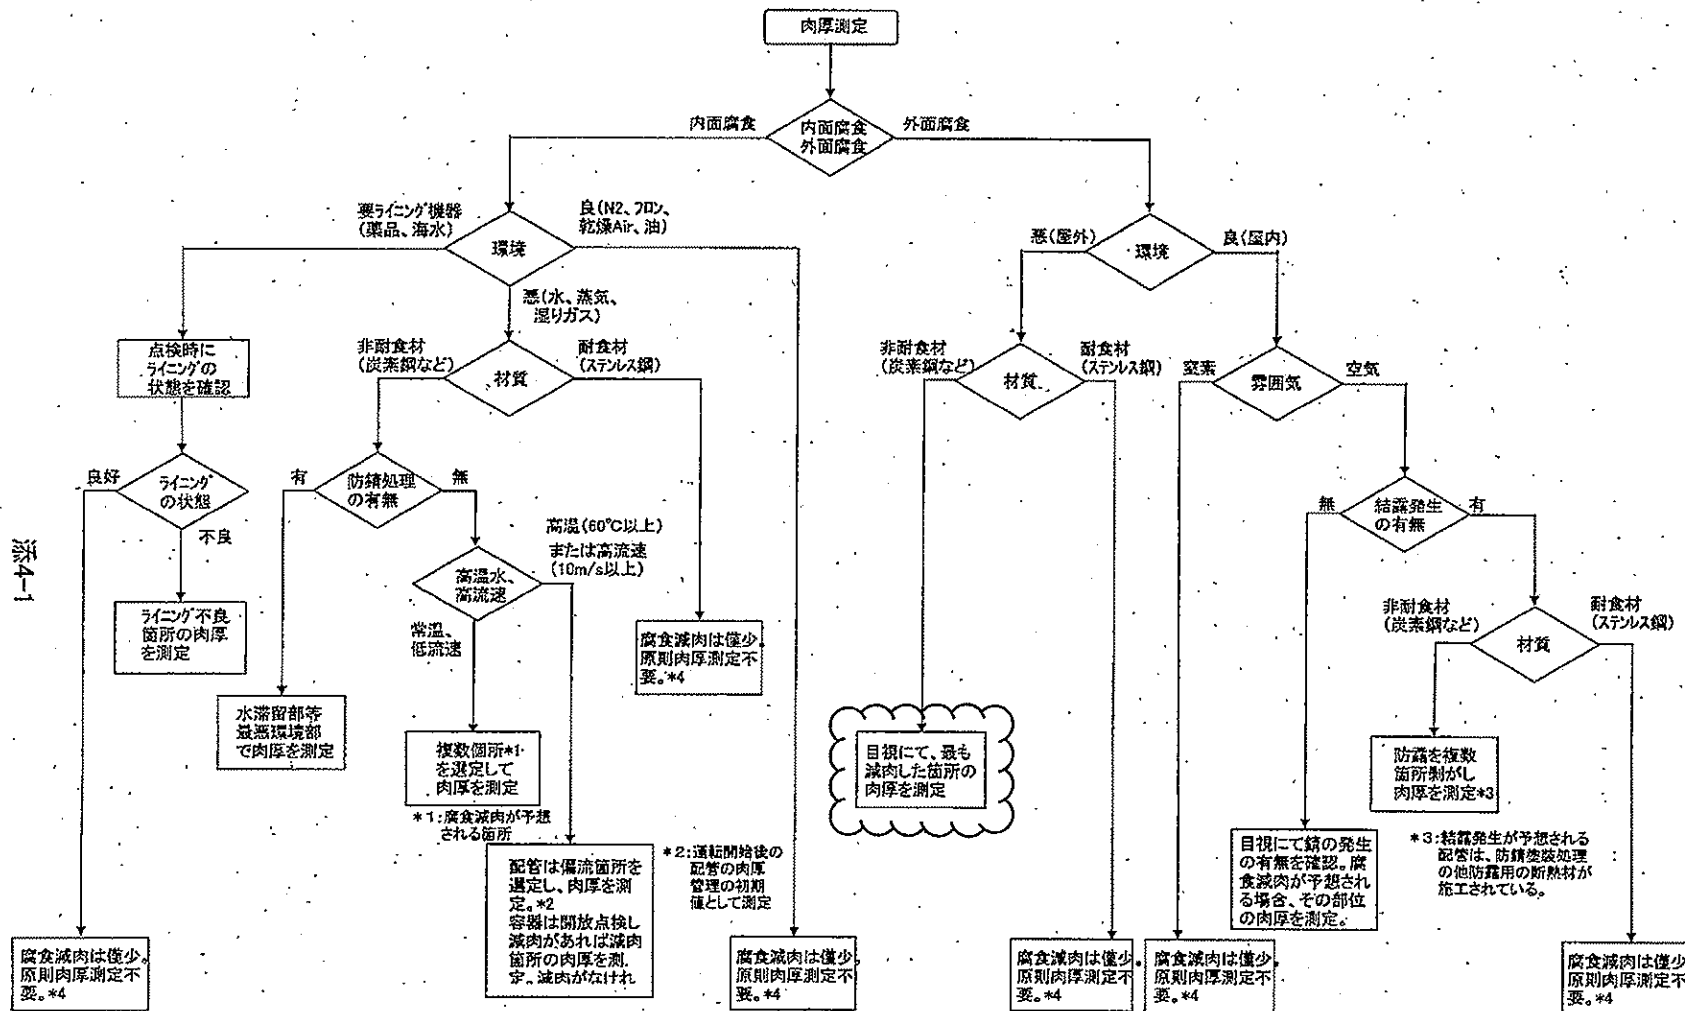 肉厚測定
内面腐食
内面腐食
外面腐食
外面腐食
要ライニング機器
(薬品、海水)
良(N2、フロン、
乾燥Air、油)
環境
悪(水、蒸気、
湿りガス)
悪(屋外)
環境
良(屋内)
点検時に
ライニングの
状態を確認
非耐食材
(炭素鋼など)
材質
耐食材
(ステンレス鋼)
非耐食材
(炭素鋼など)
材質
耐食材
(ステンレス鋼)
窒素
雰囲気
空気
良好
ライニング
の状態
不良
有
防錆処理
の有無
無
無
結露発生
の有無
有
高温(60℃以上)
または高流速
(10m/s以上)
高温水、
高流速
常温、
低流速
ライニング不良
箇所の肉厚
を測定
腐食減肉は僅少。
原則肉厚測定不
要。*4
非耐食材
(炭素鋼など)
材質
耐食材
(ステンレス鋼)
水滞留部等
最悪環境部
で肉厚を測定
複数個所*1
を選定して
肉厚を測定
*1:腐食減肉が予想
される箇所
目視にて、最も
減肉した箇所の
肉厚を測定
防露を複数
箇所剝がし
肉厚を測定*3
*3:結露発生が予想される
配管は、防錆塗装処理
の他防露用の断熱材が
施工されている。
配管は偏流箇所を
選定し、肉厚を測
定。*2
容器は開放点検し
減肉があれば減肉
箇所の肉厚を測
定、減肉がなけれ
*2:運転開始後の
配管の肉厚
管理の初期
値として測定
目視にて錆の発生
の有無を確認。腐
食減肉が予想され
る場合、その部位
の肉厚を測定。
腐食減肉は僅少。
原則肉厚測定不
要。*4
腐食減肉は僅少。
原則肉厚測定不
要。*4
腐食減肉は僅少。
原則肉厚測定不
要。*4
腐食減肉は僅少。
原則肉厚測定不
要。*4
腐食減肉は僅少
原則肉厚測定不
要。*4
添4-1